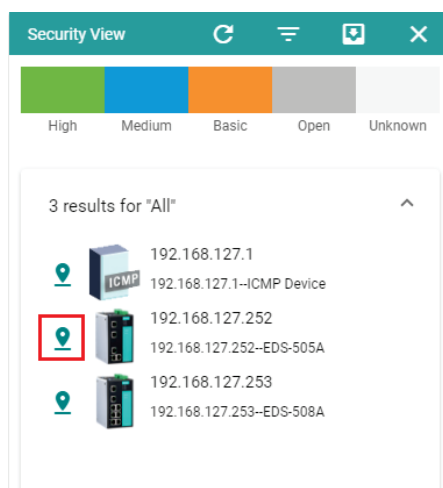 Security View
High Medium Basic Open Unknown
3 results for "All"
ICMP
192.168.127.1
192.168.127.1--ICMP Device
192.168.127.252
192.168.127.252--EDS-505A
192.168.127.253
192.168.127.253--EDS-508A